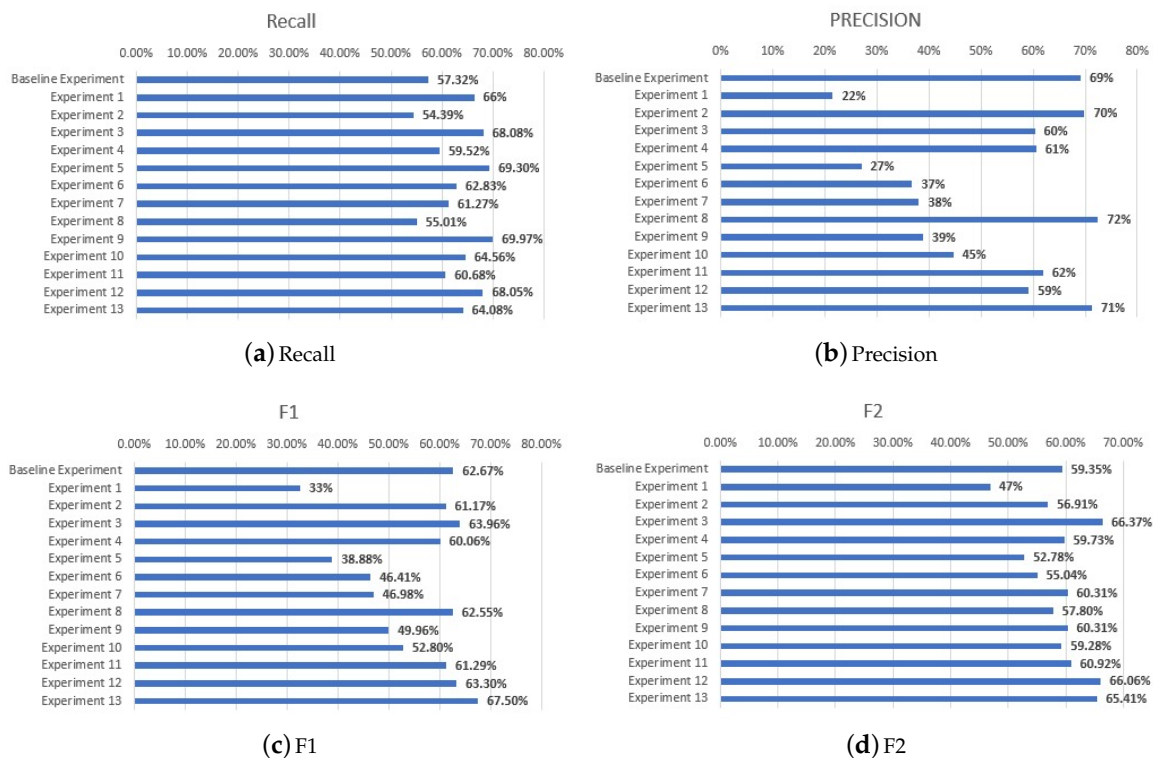 Recall
0.00% 10.00% 20.00% 30.00% 40.00% 50.00% 60.00% 70.00% 80.00%
Baseline Experiment 57.32%
Experiment 1 66%
Experiment 2 54.39%
Experiment 3 68.08%
Experiment 4 59.52%
Experiment 5 69.30%
Experiment 6 62.83%
Experiment 7 61.27%
Experiment 8 55.01%
Experiment 9 69.97%
Experiment 10 64.56%
Experiment 11 60.68%
Experiment 12 68.05%
Experiment 13 64.08%
(a) Recall
PRECISION
0% 10% 20% 30% 40% 50% 60% 70% 80%
Baseline Experiment 69%
Experiment 1 22%
Experiment 2 70%
Experiment 3 60%
Experiment 4 61%
Experiment 5 27%
Experiment 6 37%
Experiment 7 38%
Experiment 8 72%
Experiment 9 39%
Experiment 10 45%
Experiment 11 62%
Experiment 12 59%
Experiment 13 71%
(b) Precision
F1
0.00% 10.00% 20.00% 30.00% 40.00% 50.00% 60.00% 70.00% 80.00%
Baseline Experiment 62.67%
Experiment 1 33%
Experiment 2 61.17%
Experiment 3 63.96%
Experiment 4 60.06%
Experiment 5 38.88%
Experiment 6 46.41%
Experiment 7 46.98%
Experiment 8 62.55%
Experiment 9 49.96%
Experiment 10 52.80%
Experiment 11 61.29%
Experiment 12 63.30%
Experiment 13 67.50%
(c) F1
F2
0.00% 10.00% 20.00% 30.00% 40.00% 50.00% 60.00% 70.00%
Baseline Experiment 59.35%
Experiment 1 47%
Experiment 2 56.91%
Experiment 3 66.37%
Experiment 4 59.73%
Experiment 5 52.78%
Experiment 6 55.04%
Experiment 7 60.31%
Experiment 8 57.80%
Experiment 9 60.31%
Experiment 10 59.28%
Experiment 11 60.92%
Experiment 12 66.06%
Experiment 13 65.41%
(d) F2